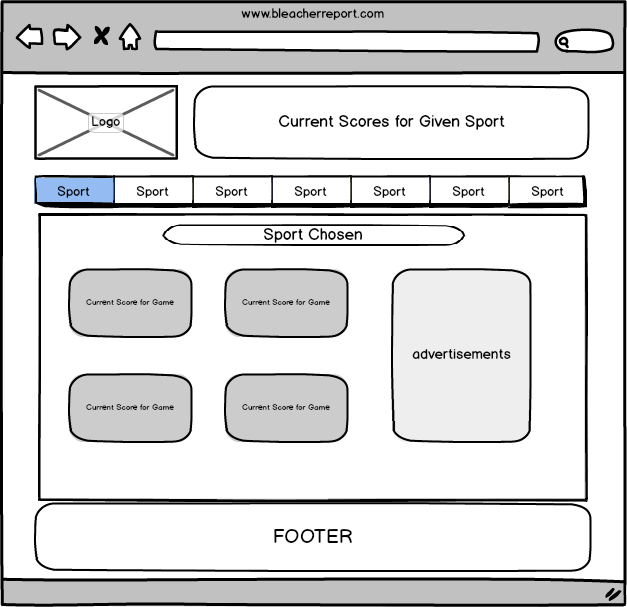 www.bleacherreport.com
Logo
Current Scores for Given Sport
Sport Sport Sport Sport Sport Sport Sport
Sport Chosen
Current Score for Game Current Score for Game
advertisements
Current Score for Game Current Score for Game
FOOTER